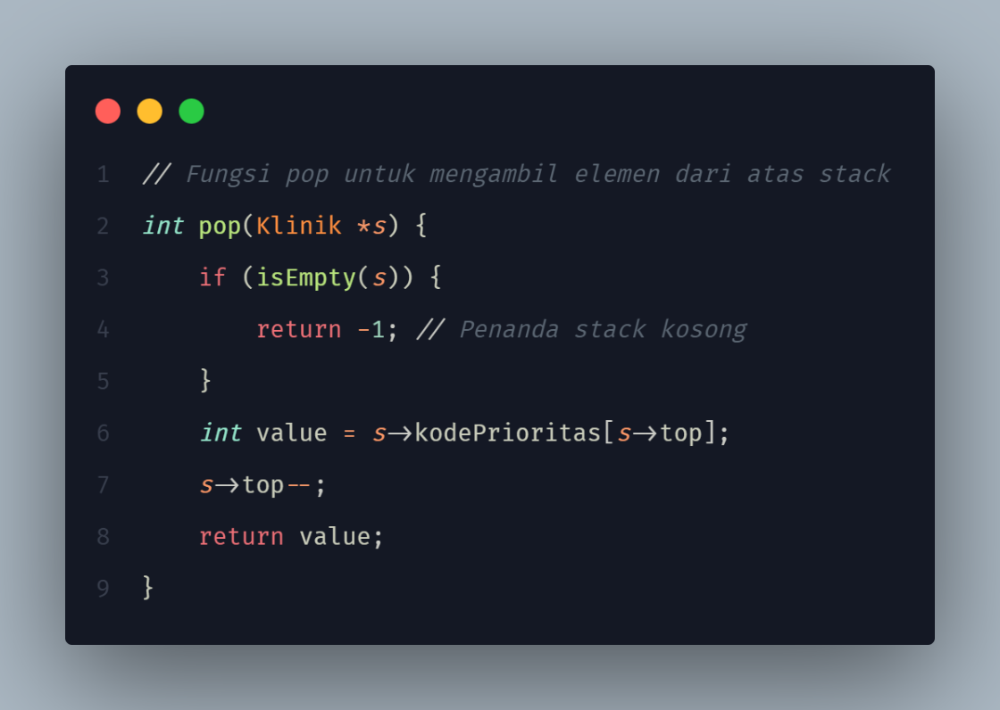 1 // Fungsi pop untuk mengambil elemen dari atas stack
2 int pop(Klinik *s) {
3     if (isEmpty(s)) {
4         return -1; // Penanda stack kosong
5     }
6     int value = s->kodePrioritas[s->top];
7     s->top--;
8     return value;
9 }